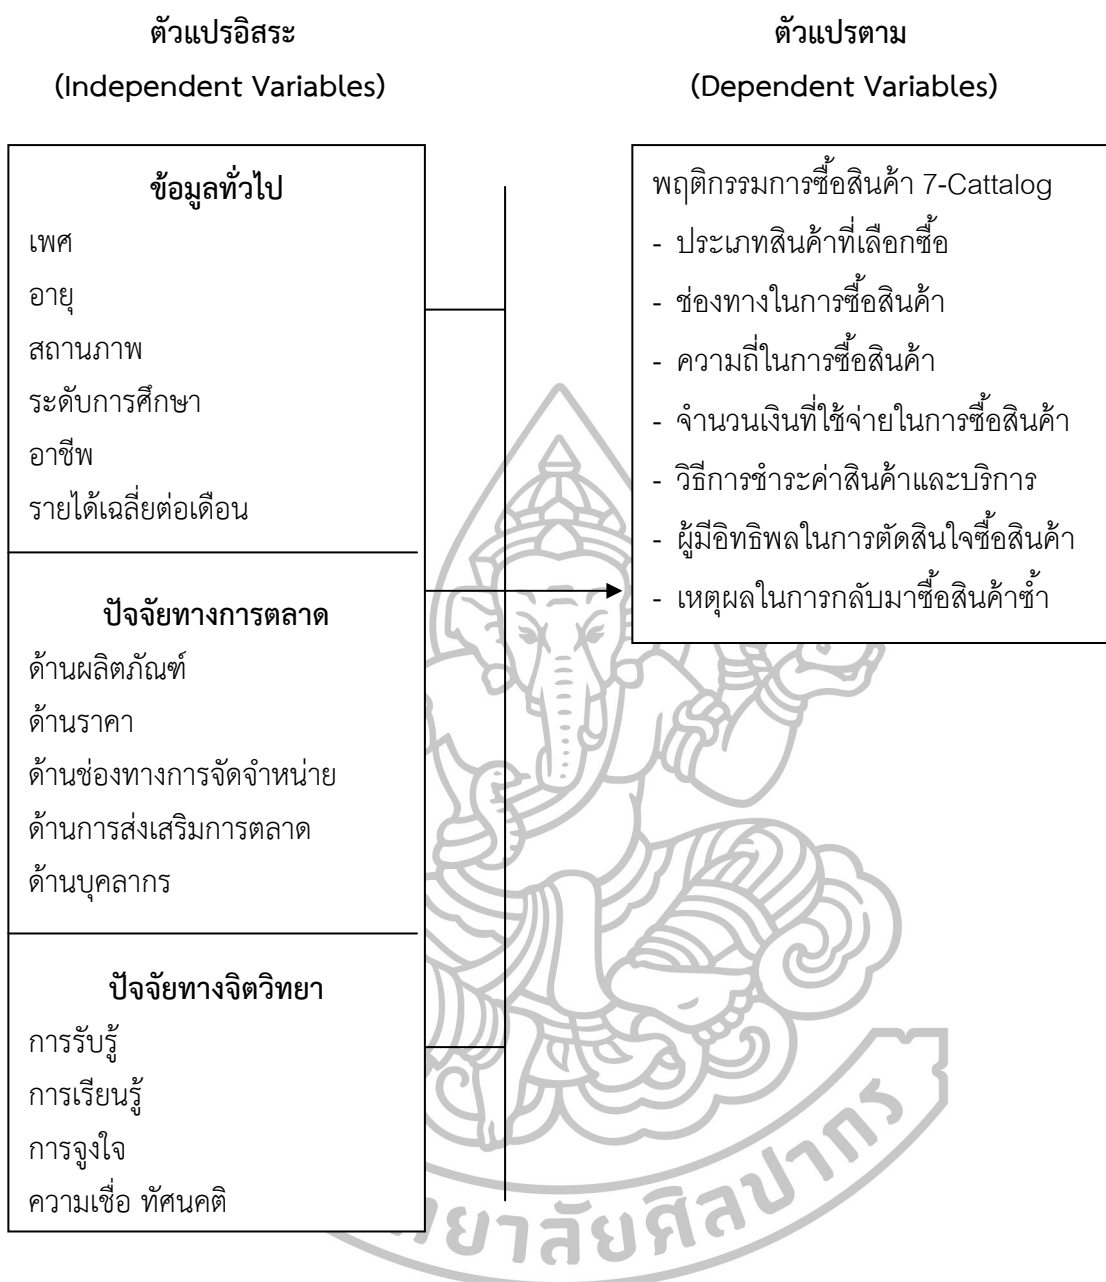 ตัวแปรอิสระ
(Independent Variables)
ข้อมูลทั่วไป
เพศ
อายุ
สถานภาพ
ระดับการศึกษา
อาชีพ
รายได้เฉลี่ยต่อเดือน
ปัจจัยทางการตลาด
ด้านผลิตภัณฑ์
ด้านราคา
ด้านช่องทางการจัดจำหน่าย
ด้านการส่งเสริมการตลาด
ด้านบุคลากร
ปัจจัยทางจิตวิทยา
การรับรู้
การเรียนรู้
การจูงใจ
ความเชื่อ ทัศนคติ
ตัวแปรตาม
(Dependent Variables)
พฤติกรรมการซื้อสินค้า 7-Cattalog
- ประเภทสินค้าที่เลือกซื้อ
- ช่องทางในการซื้อสินค้า
- ความถี่ในการซื้อสินค้า
- จำนวนเงินที่ใช้จ่ายในการซื้อสินค้า
- วิธีการชำระค่าสินค้าและบริการ
- ผู้มีอิทธิพลในการตัดสินใจซื้อสินค้า
- เหตุผลในการกลับมาซื้อสินค้าซ้ำ
ทยาลัยศิลปากร